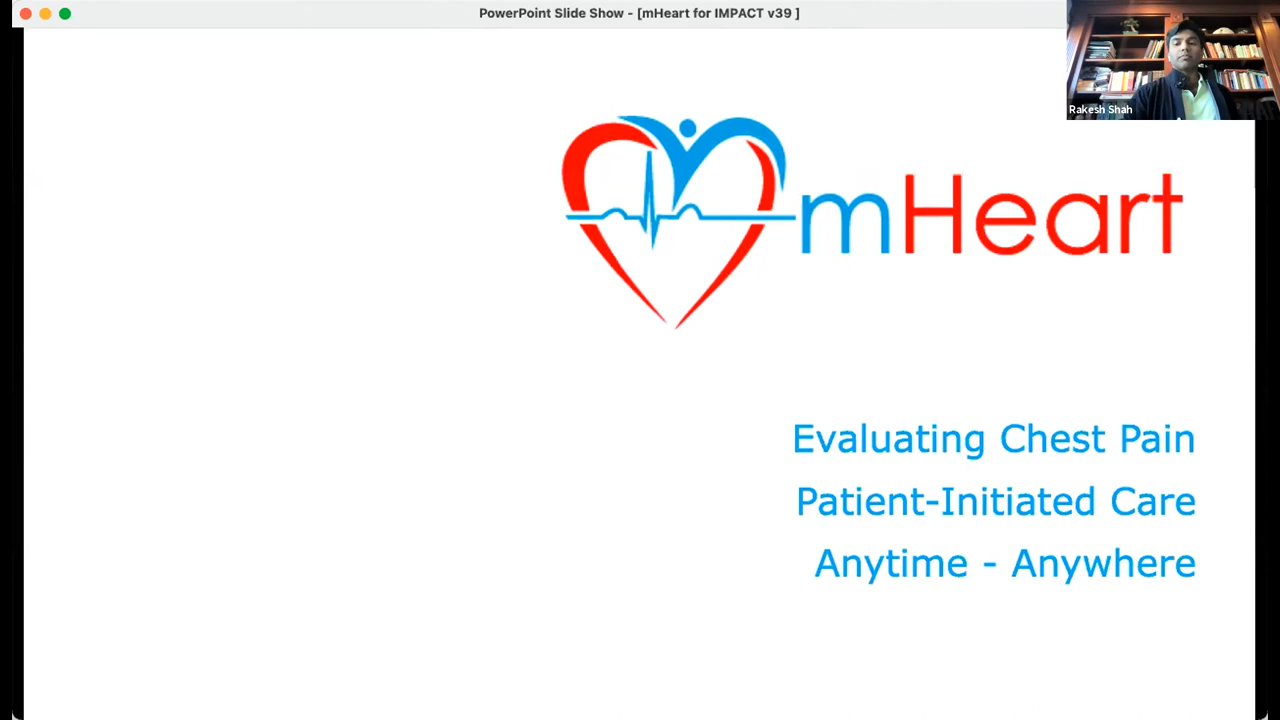 PowerPoint Slide Show - [mHeart for IMPACT v39 ]
Rakesh Shah
mHeart
Evaluating Chest Pain
Patient-Initiated Care
Anytime - Anywhere